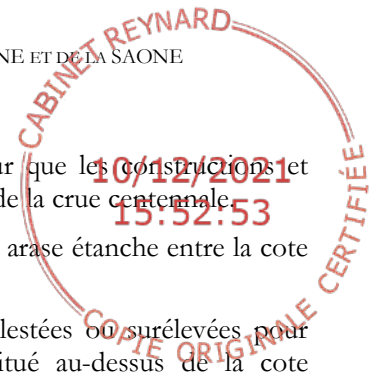 NE ET DE LA SAONE
CABINET REYNARD
ur que les constructions et
10/12/2021
de la crue centennale.
15:52:53
arase étanche entre la cote
lestées ou surélevées pour
itué au-dessus de la cote
COPIE ORIGINALE CERTIFIÉE